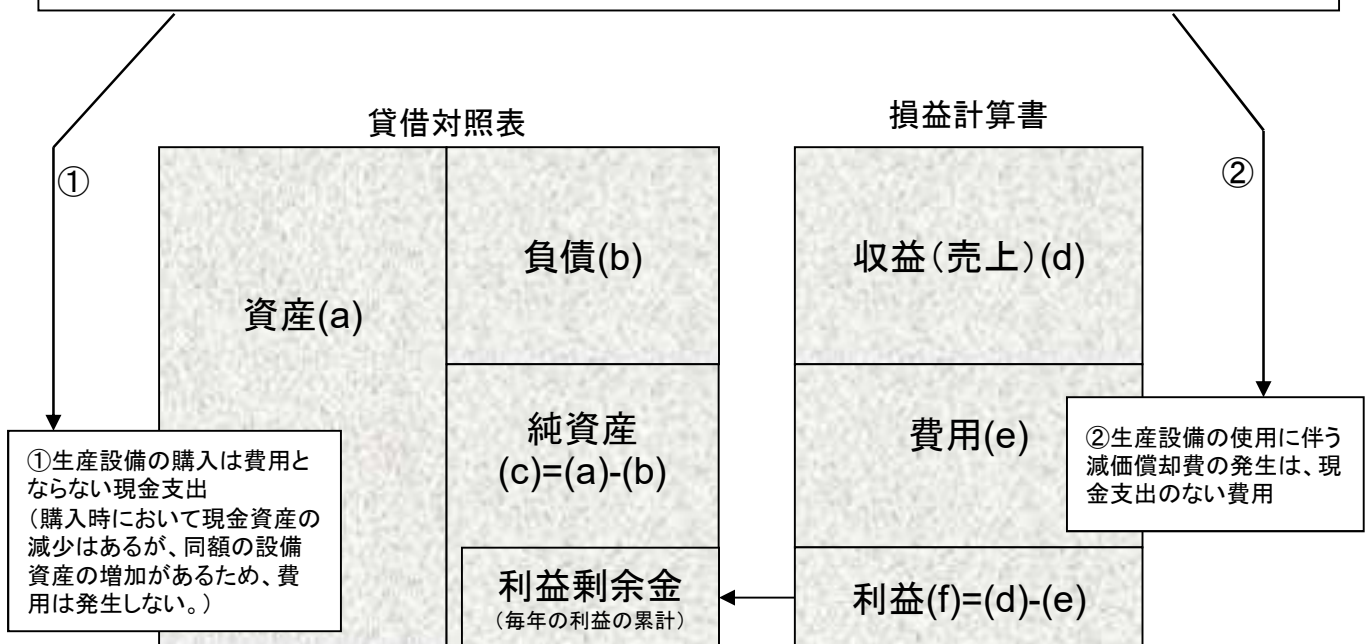 貸借対照表
損益計算書
①
②
資産(a)
負債(b)
収益(売上)(d)
純資産
(c)=(a)-(b)
費用(e)
①生産設備の購入は費用と
ならない現金支出
(購入時において現金資産の
減少はあるが、同額の設備
資産の増加があるため、費
用は発生しない。)
②生産設備の使用に伴う
減価償却費の発生は、現
金支出のない費用
利益剰余金
(毎年の利益の累計)
利益(f)=(d)-(e)